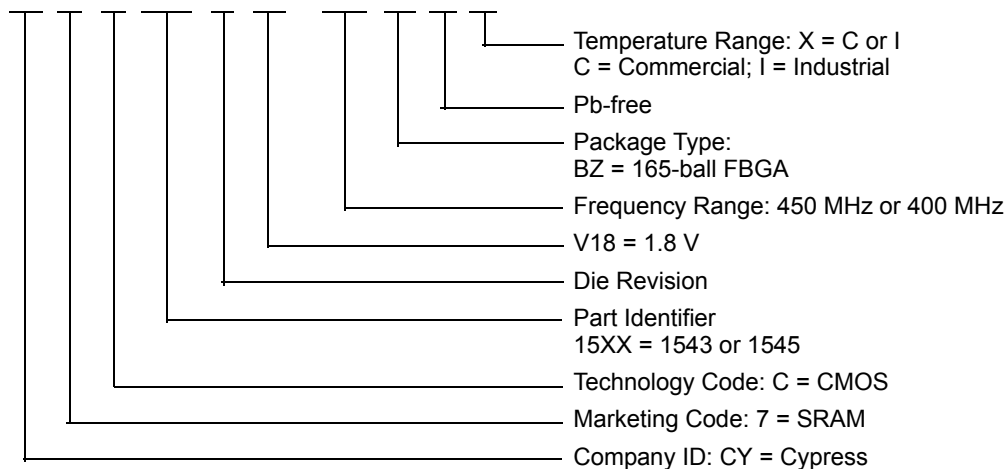 Temperature Range: X = C or I
C = Commercial; I = Industrial
Pb-free
Package Type:
BZ = 165-ball FBGA
Frequency Range: 450 MHz or 400 MHz
V18 = 1.8 V
Die Revision
Part Identifier
15XX = 1543 or 1545
Technology Code: C = CMOS
Marketing Code: 7 = SRAM
Company ID: CY = Cypress